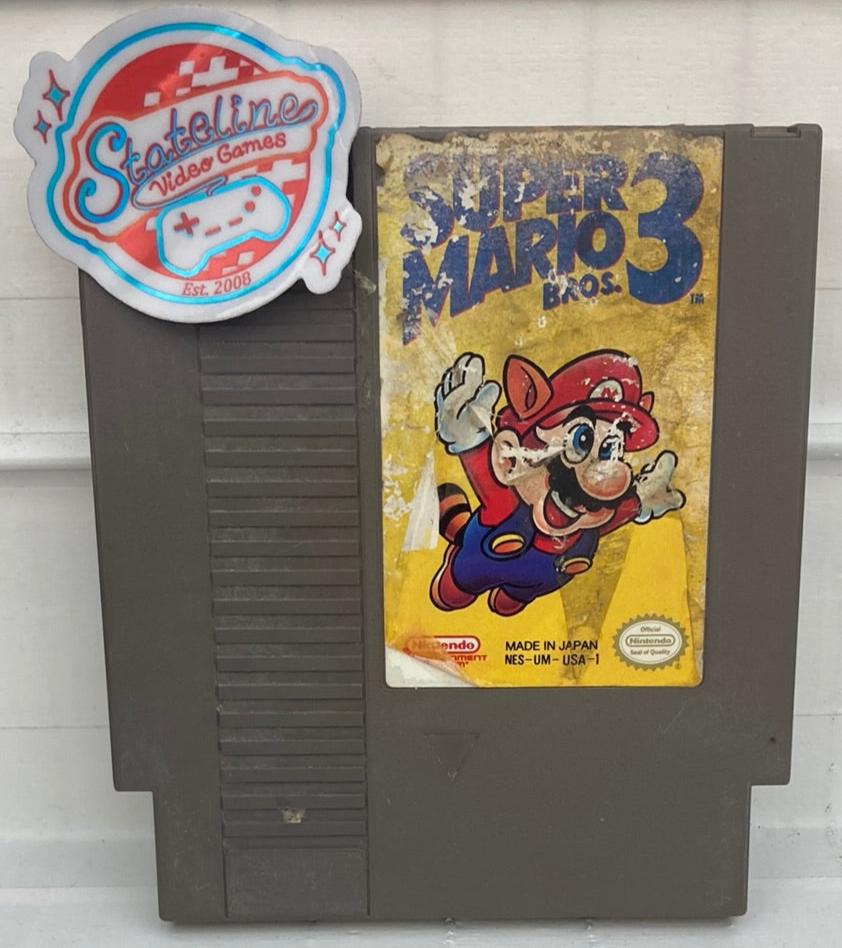 Stateline
Video Games
Est. 2008
SUPER
MARIO 3
BROS.
TM
M
Nintendo
MADE IN JAPAN
NES-UM-USA-1
Official
Nintendo
Seal of Quality